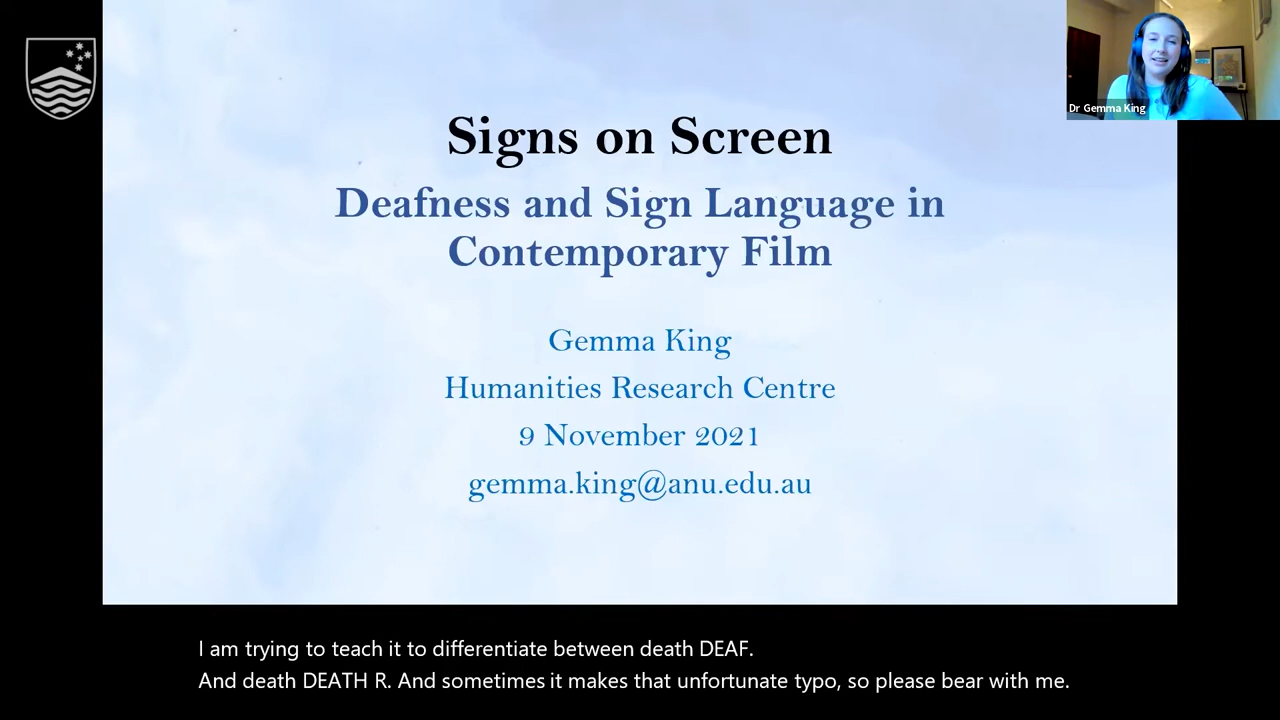 Dr Gemma King
Signs on Screen
Deafness and Sign Language in
Contemporary Film
Gemma King
Humanities Research Centre
9 November 2021
gemma.king@anu.edu.au
I am trying to teach it to differentiate between death DEAF.
And death DEATH R. And sometimes it makes that unfortunate typo, so please bear with me.